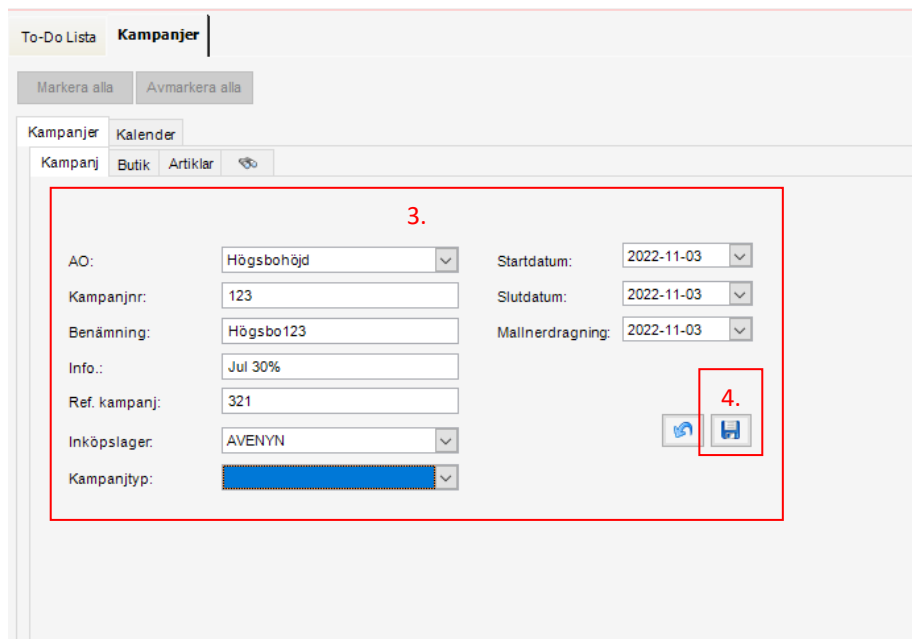 To-Do Lista Kampanjer
Markera alla Avmarkera alla
Kampanjer Kalender
Kampanj Butik Artiklar
3.
AO: Högsbohöjd Startdatum: 2022-11-03
Kampanjnr: 123 Slutdatum: 2022-11-03
Benämning: Högsbo123 Mallnerdragning: 2022-11-03
Info.: Jul 30%
Ref. kampanj: 321
4.
Inköpslager: AVENYN
Kampanjtyp: